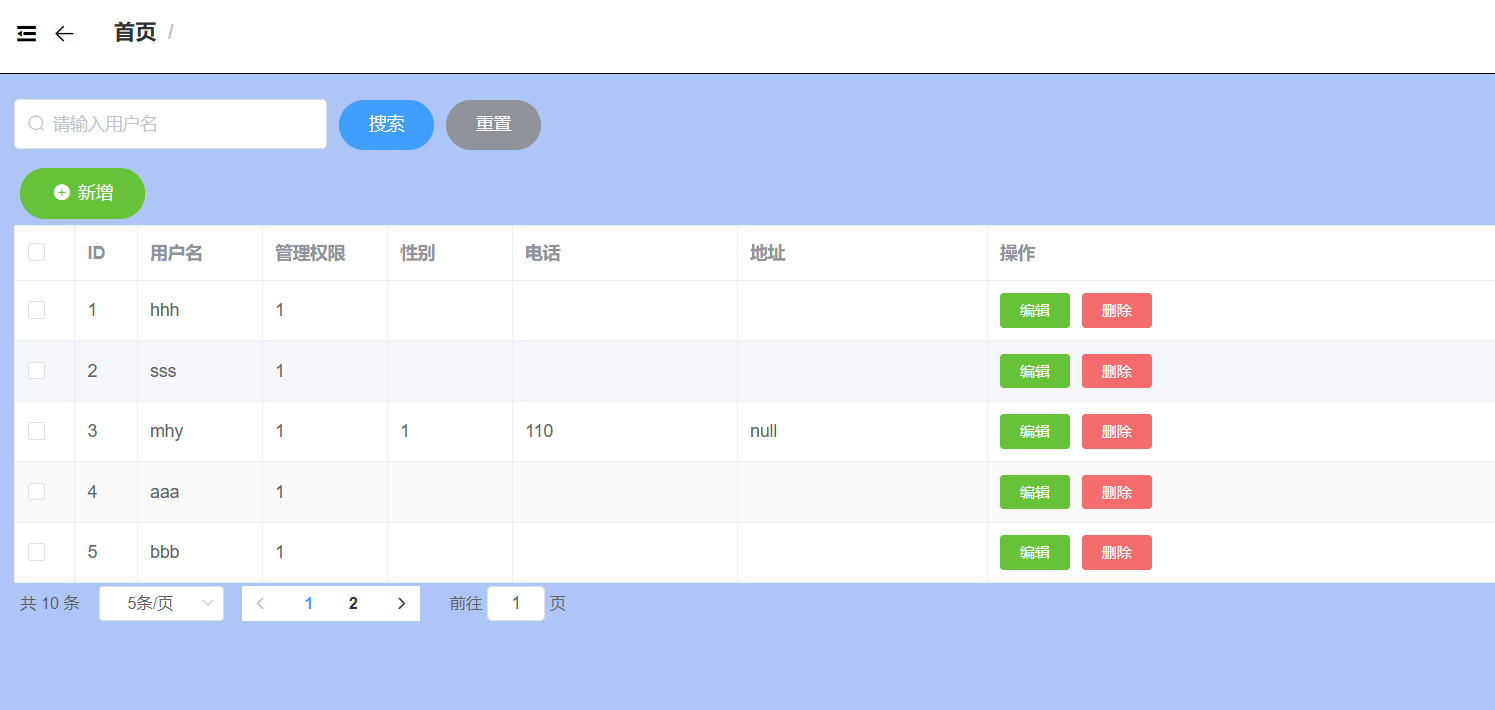 首页 /
请输入用户名 搜索 重置
新增
ID 用户名 管理权限 性别 电话 地址 操作
1 hhh 1 编辑 删除
2 sss 1 编辑 删除
3 mhy 1 1 110 null 编辑 删除
4 aaa 1 编辑 删除
5 bbb 1 编辑 删除
共 10 条 5条/页 1 2 前往 1 页